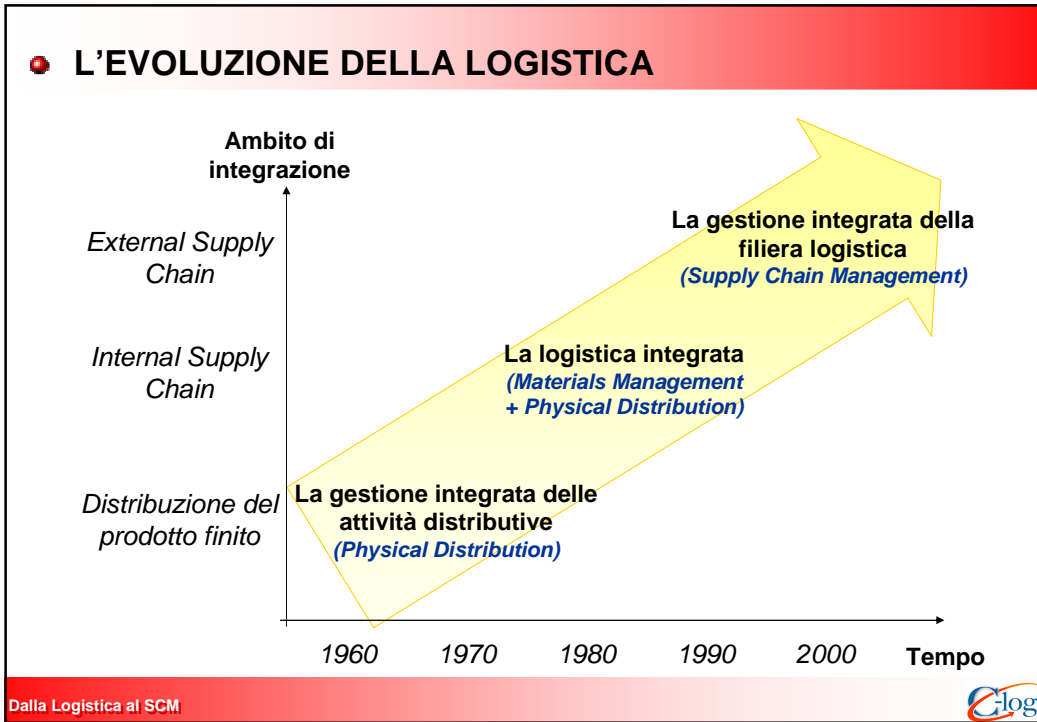 L'EVOLUZIONE DELLA LOGISTICA
Ambito di
integrazione
External Supply
Chain
La gestione integrata della
filiera logistica
(Supply Chain Management)
Internal Supply
Chain
La logistica integrata
(Materials Management
+ Physical Distribution)
Distribuzione del
prodotto finito
La gestione integrata delle
attività distributive
(Physical Distribution)
1960 1970 1980 1990 2000 Tempo
Dalla Logistica al SCM
C-log